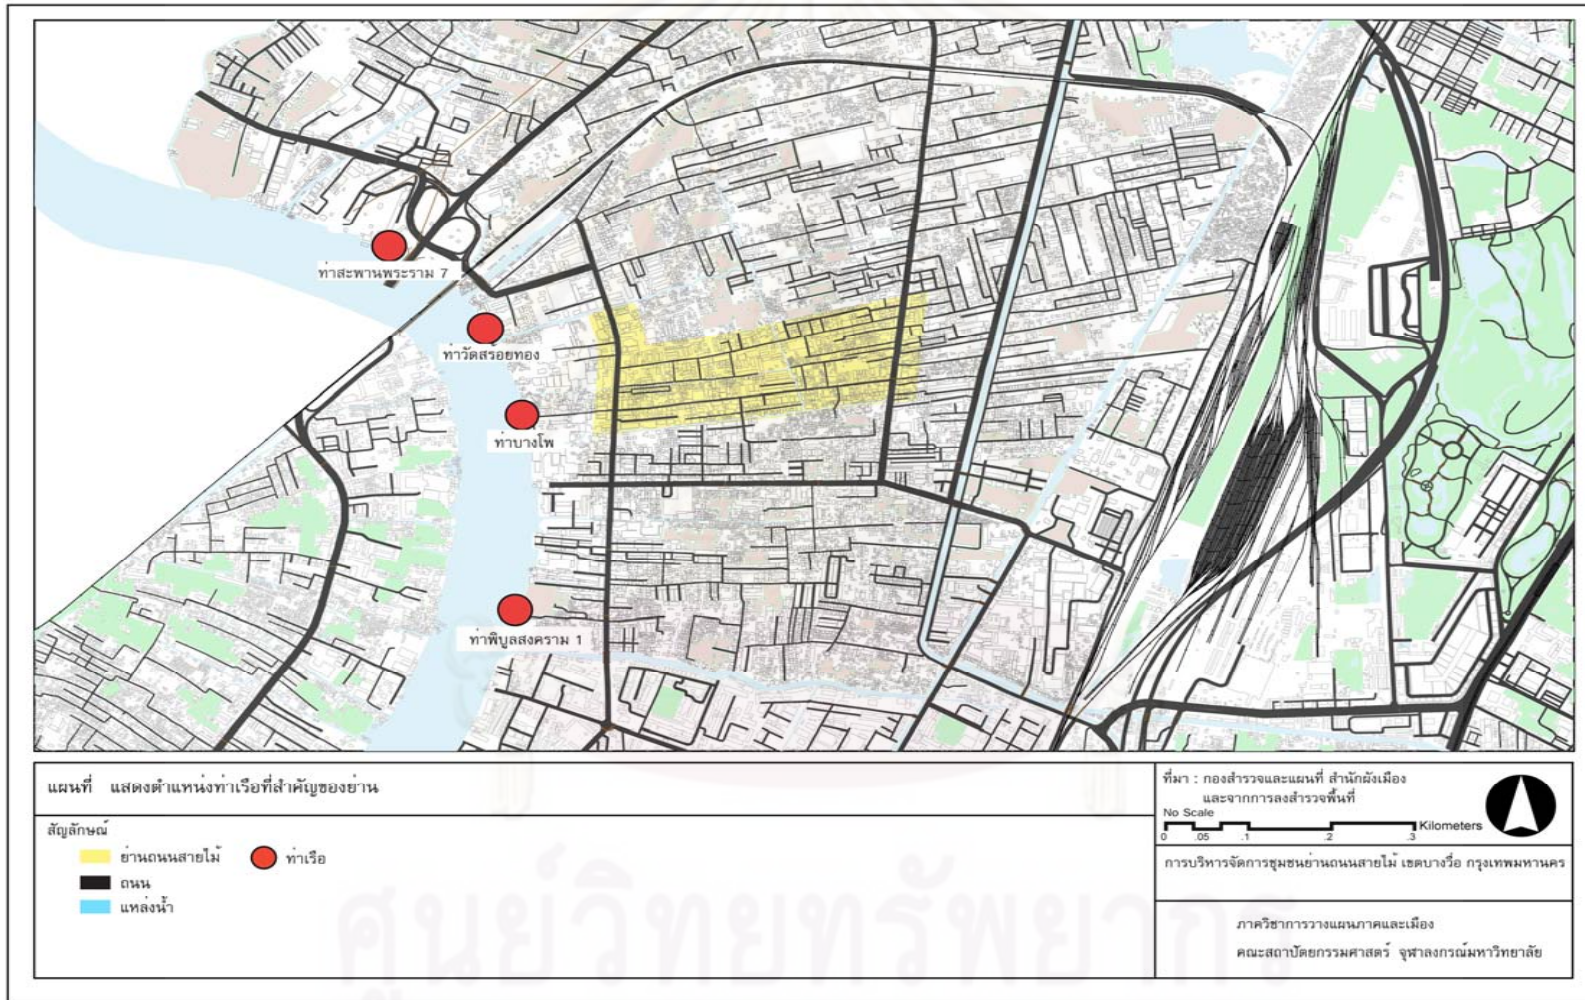 ท่าสะพานพระราม 7
ท่าวัดสร้อยทอง
ท่าบางโพ
ท่าพิบูลสงคราม 1
แผนที่ แสดงตำแหน่งท่าเรือที่สำคัญของย่าน
สัญลักษณ์
ย่านถนนสายไม้ ท่าเรือ
ถนน
แหล่งน้ำ
ที่มา : กองสำรวจและแผนที่ สำนักผังเมือง
และจากการลงสำรวจพื้นที่
No Scale
0 .05 .1 .2 .3 Kilometers
การบริหารจัดการชุมชนย่านถนนสายไม้ เขตบางซื่อ กรุงเทพมหานคร
ภาควิชาการวางแผนภาคและเมือง
คณะสถาปัตยกรรมศาสตร์ จุฬาลงกรณ์มหาวิทยาลัย
ศูนย์วิทยทรัพยากร